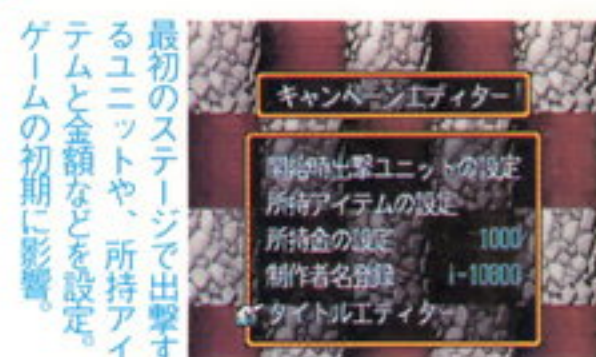 最初のステージで出撃す
るユニットや、所持アイ
テムと金額などを設定。
ゲームの初期に影響。
キャンペーンエディター
開始時出撃ユニットの設定
所持アイテムの設定
所持金の設定 1000
制作者名登録 i-10800
タイトルエディター